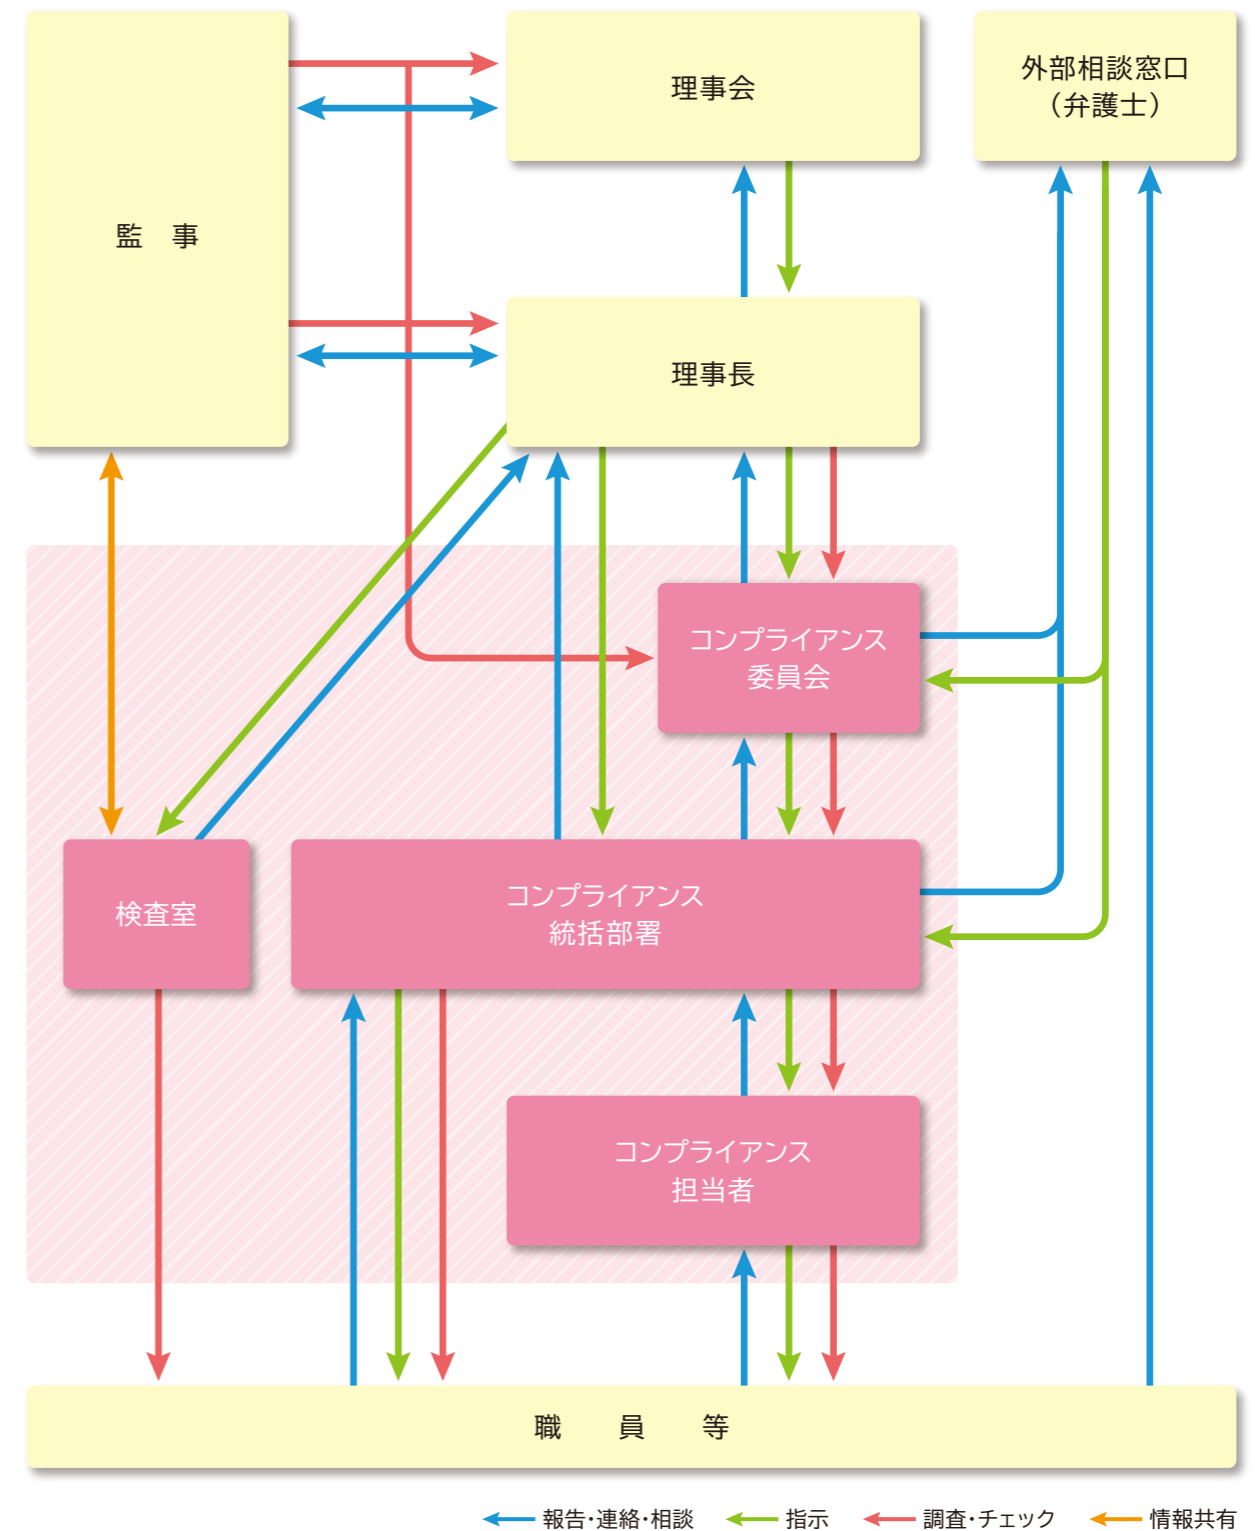 理事会
外部相談窓口
（弁護士）
監　事
理事長
コンプライアンス
委員会
検査室
コンプライアンス
統括部署
コンプライアンス
担当者
職　員　等
報告・連絡・相談
指示
調査・チェック
情報共有